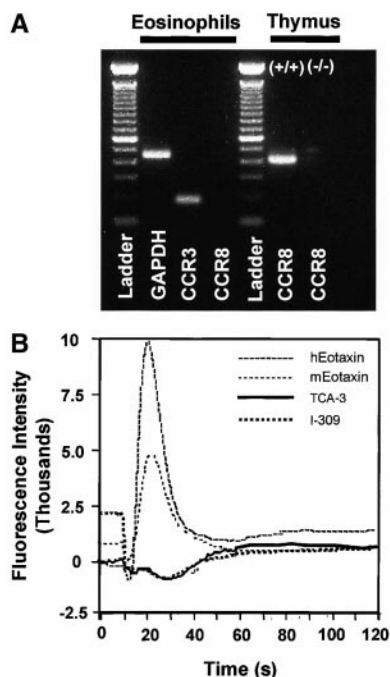 A
Eosinophils Thymus
(+/+) (-/-)
Ladder
GAPDH
CCR3
CCR8
Ladder
CCR8
CCR8
B
10
7.5
5.0
2.5
0
-2.5
Fluorescence Intensity
(Thousands)
hEotaxin
mEotaxin
TCA-3
I-309
0 20 40 60 80 100 120
Time (s)